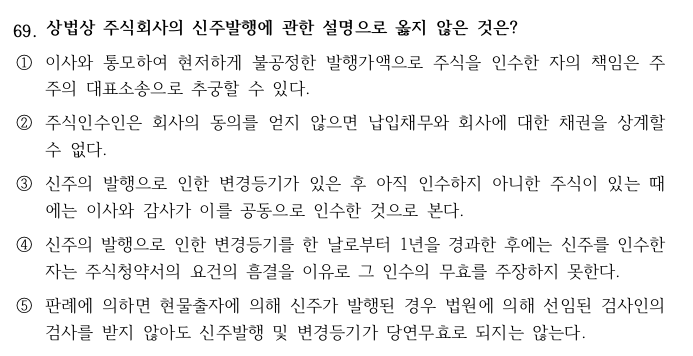 69. 상법상 주식회사의 신주발행에 관한 설명으로 옳지 않은 것은?
① 이사와 통모하여 현저하게 불공정한 발행가액으로 주식을 인수한 자의 책임은 주
주의 대표소송으로 추궁할 수 있다.
② 주식인수인은 회사의 동의를 얻지 않으면 납입채무와 회사에 대한 채권을 상계할
수 없다.
③ 신주의 발행으로 인한 변경등기가 있은 후 아직 인수하지 아니한 주식이 있는 때
에는 이사와 감사가 이를 공동으로 인수한 것으로 본다.
④ 신주의 발행으로 인한 변경등기를 한 날로부터 1년을 경과한 후에는 신주를 인수한
자는 주식청약서의 요건의 흠결을 이유로 그 인수의 무효를 주장하지 못한다.
⑤ 판례에 의하면 현물출자에 의해 신주가 발행된 경우 법원에 의해 선임된 검사인의
검사를 받지 않아도 신주발행 및 변경등기가 당연무효로 되지는 않는다.